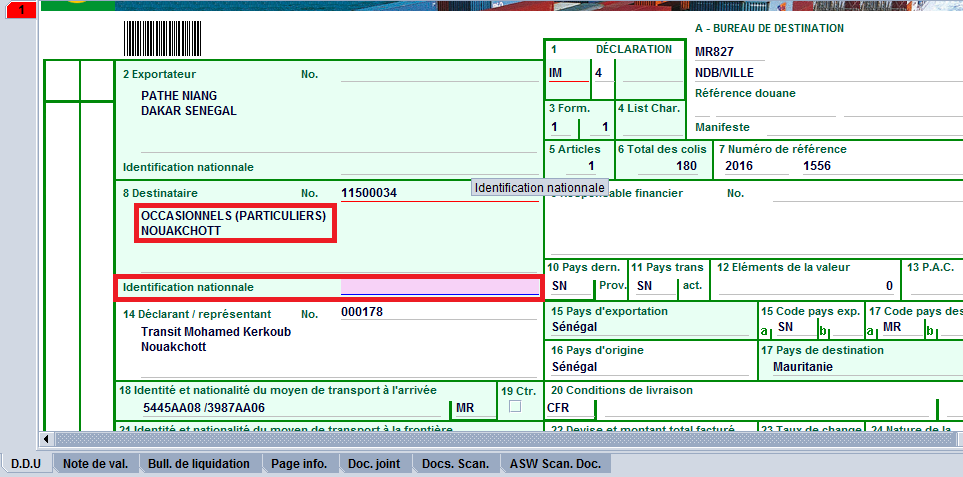 1
A - BUREAU DE DESTINATION
1 DÉCLARATION
MR827
2 Exportateur No.
IM 4
NDB/VILLE
PATHE NIANG
Référence douane
DAKAR SENEGAL
3 Form. 4 List Char.
1 1
Manifeste
5 Articles 6 Total des colis 7 Numéro de référence
Identification nationnale
1 180 2016 1556
Identification nationnale
8 Destinataire No. 11500034
Responsable financier No.
OCCASIONNELS (PARTICULIERS)
NOUAKCHOTT
10 Pays dern. 11 Pays trans 12 Eléments de la valeur 13 P.A.C.
Identification nationnale
SN Prov. SN act. 0
14 Déclarant / représentant No. 000178
15 Pays d'exportation 15 Code pays exp. 17 Code pays des
Transit Mohamed Kerkoub
Sénégal a SN b a MR b
Nouakchott
16 Pays d'origine 17 Pays de destination
Sénégal Mauritanie
18 Identité et nationalité du moyen de transport à l'arrivée 19 Ctr. 20 Conditions de livraison
5445AA08 /3987AA06 MR CFR
21 Identité et nationalité du moyen de transport à la frontière
22 Devise et montant total facturé 23 Taux de change 24 Nature de la
D.D.U Note de val. Bull. de liquidation Page info. Doc. joint Docs. Scan. ASW Scan. Doc.